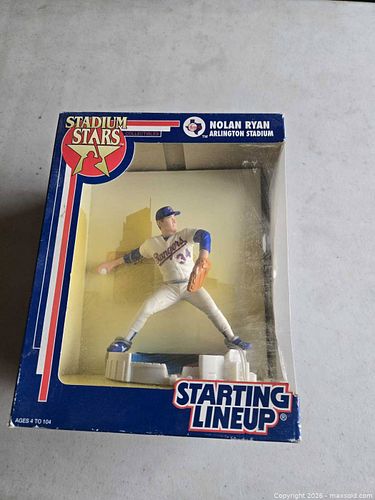 STADIUM
STARS
COLLECTIBLES
NOLAN RYAN
ARLINGTON STADIUM
TM
Rangers
34
STARTING
LINEUP®
AGES 4 TO 104
Copyright 2026 - maxsold.com